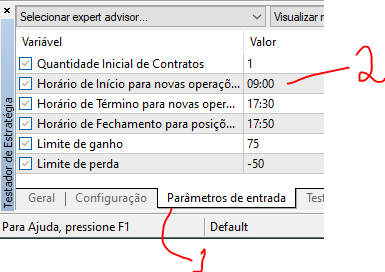 Selecionar expert advisor...
Visualizar
Variável Valor
Quantidade Inicial de Contratos 1
Horário de Início para novas operaçõ... 09:00
2
Horário de Término para novas oper... 17:30
Horário de Fechamento para posiçõ... 17:50
Limite de ganho 75
Limite de perda -50
Testador de Estratégia
Geral Configuração Parâmetros de entrada Test
Para Ajuda, pressione F1 Default
1